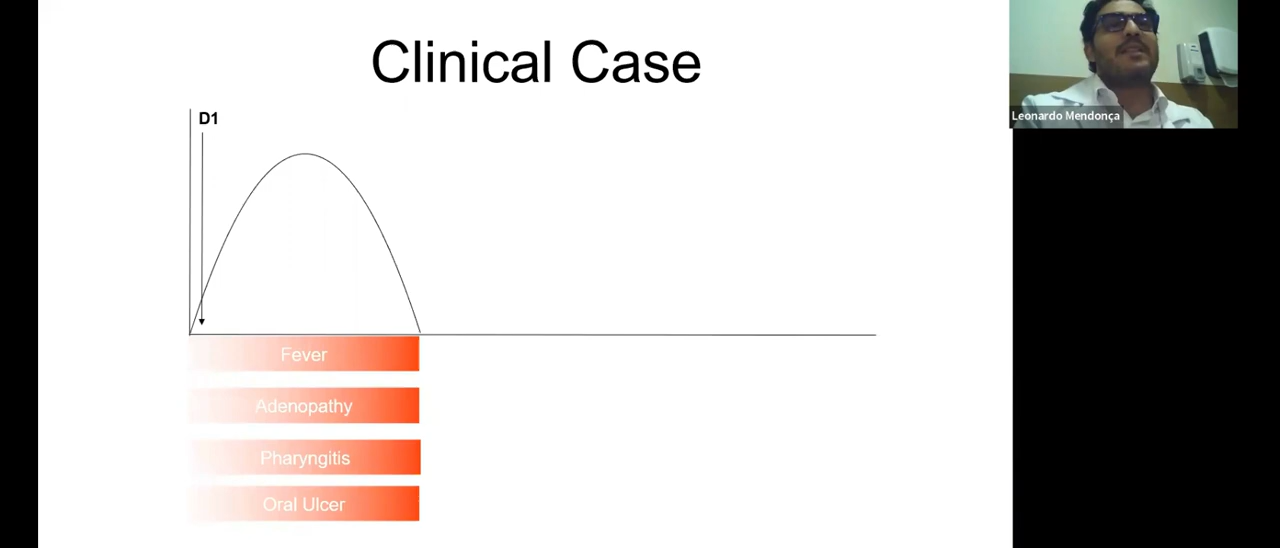 Clinical Case
Leonardo Mendonça
D1
Fever
Adenopathy
Pharyngitis
Oral Ulcer